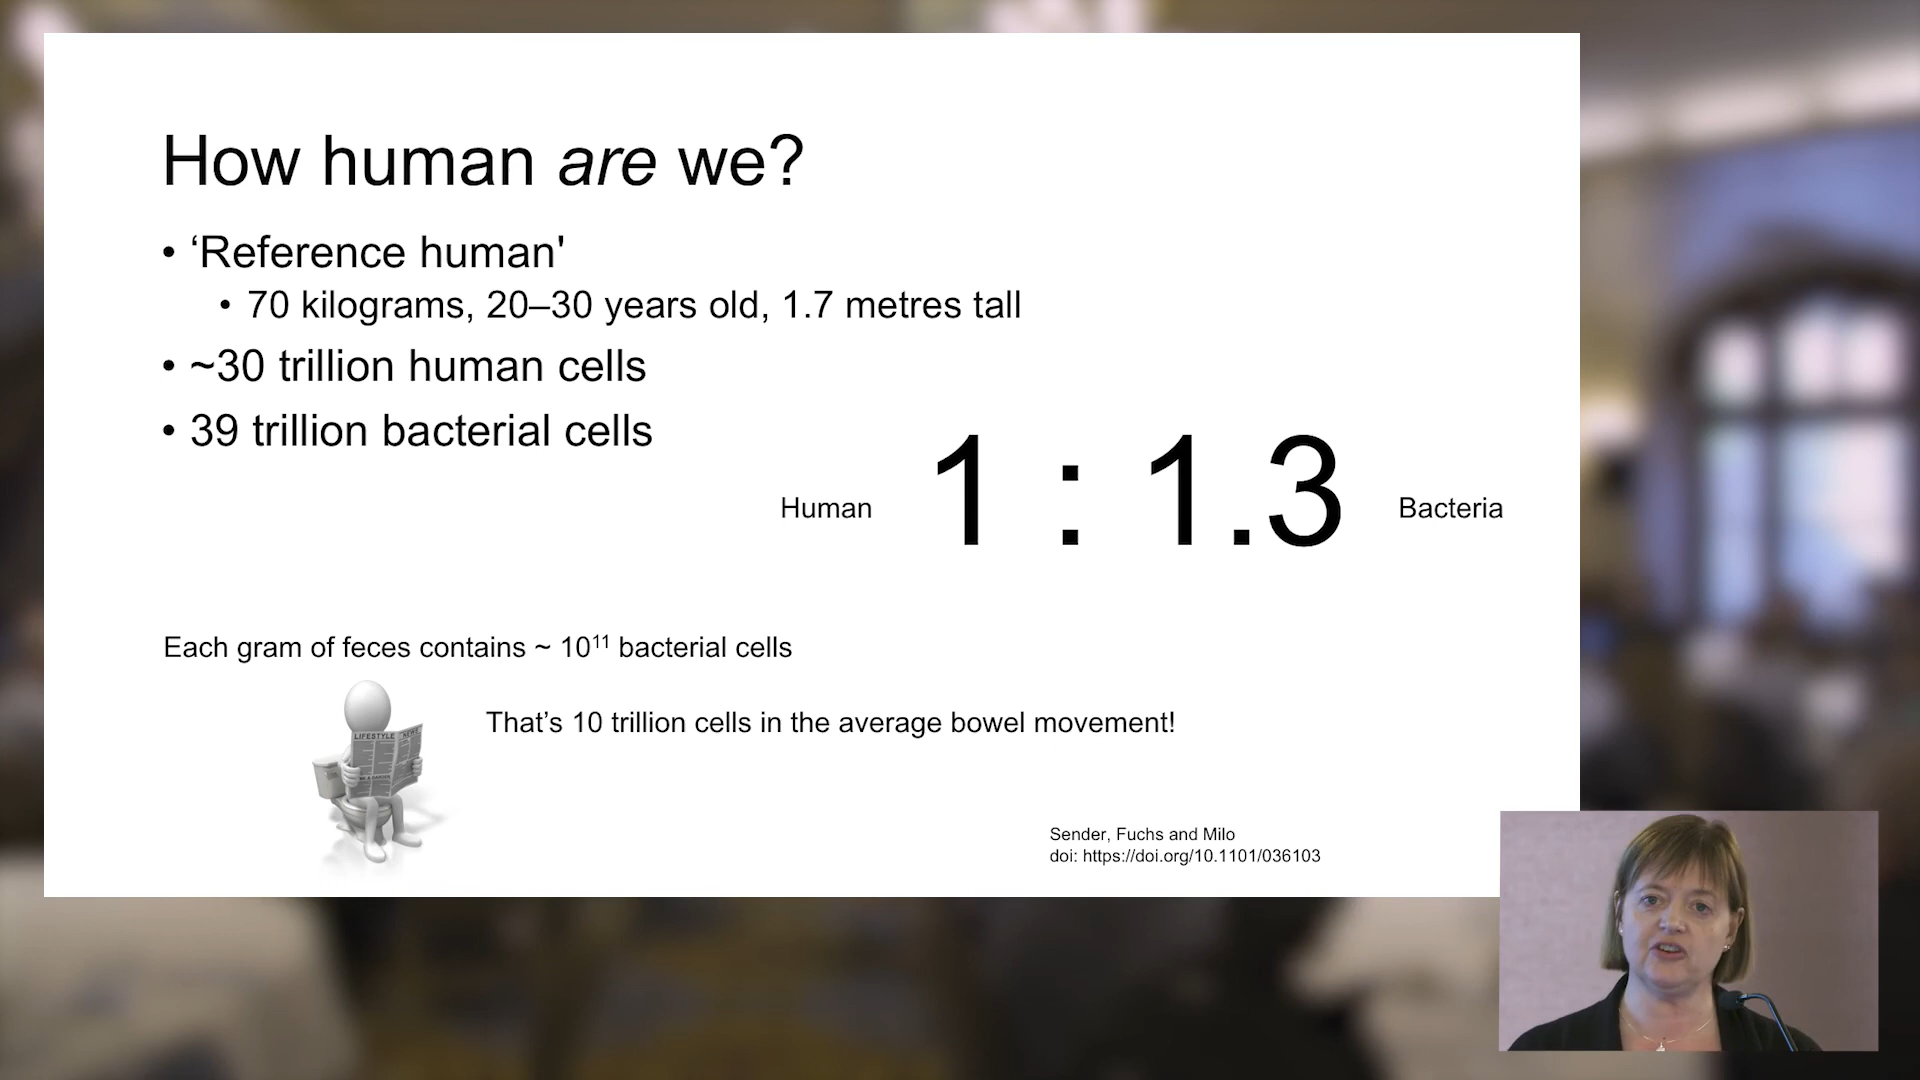 How human are we?
• ‘Reference human'
• 70 kilograms, 20–30 years old, 1.7 metres tall
• ~30 trillion human cells
• 39 trillion bacterial cells
Human 1 : 1.3 Bacteria
Each gram of feces contains ~ 10¹¹ bacterial cells
LIFESTYLE NEWS
That’s 10 trillion cells in the average bowel movement!
Sender, Fuchs and Milo
doi: https://doi.org/10.1101/036103